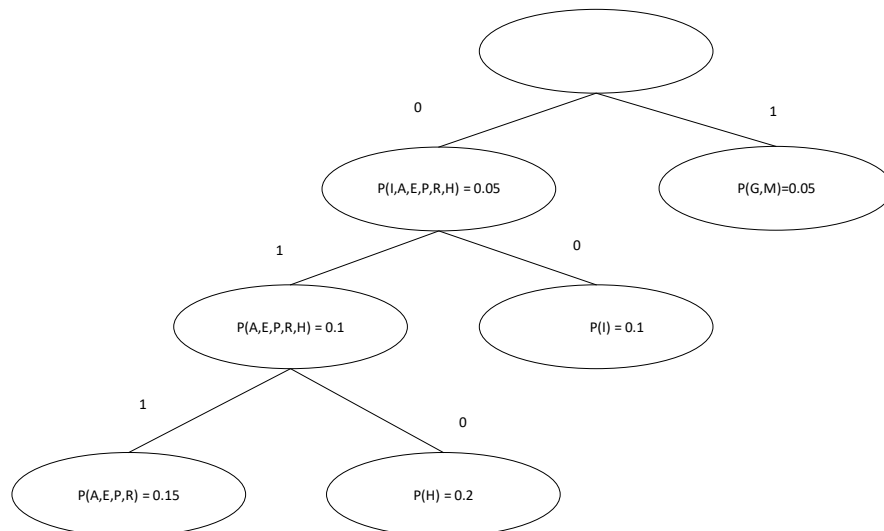 0
1
P(I,A,E,P,R,H) = 0.05
P(G,M)=0.05
1
0
P(A,E,P,R,H) = 0.1
P(I) = 0.1
1
0
P(A,E,P,R) = 0.15
P(H) = 0.2